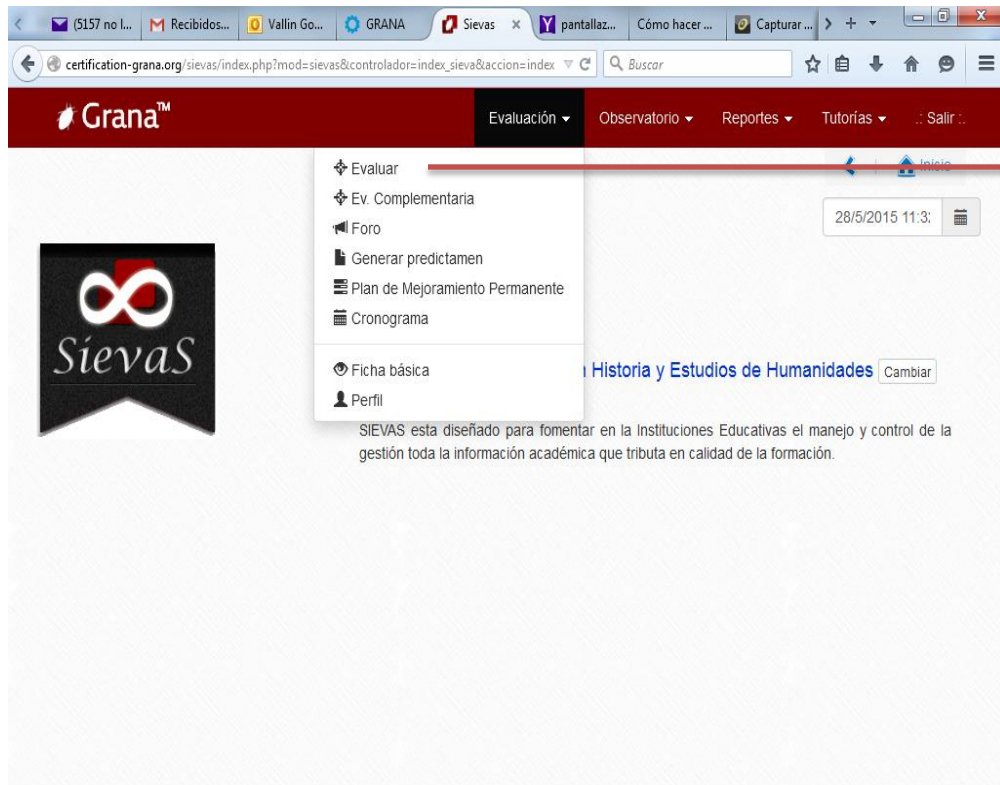 (5157 no l... Recibidos... Vallin Go... GRANA Sievas x pantallaz... Cómo hacer ... Capturar ...
certification-grana.org/sievas/index.php?mod=sievas&controlador=index_sieva&accion=index Buscar
Grana™ Evaluación Observatorio Reportes Tutorías .: Salir :.
Evaluar Inicio
Ev. Complementaria
28/5/2015 11:3
Foro
Generar predictamen
Plan de Mejoramiento Permanente
Cronograma
SievaS
Ficha básica Historia y Estudios de Humanidades Cambiar
Perfil
SIEVAS esta diseñado para fomentar en la Instituciones Educativas el manejo y control de la
gestión toda la información académica que tributa en calidad de la formación.